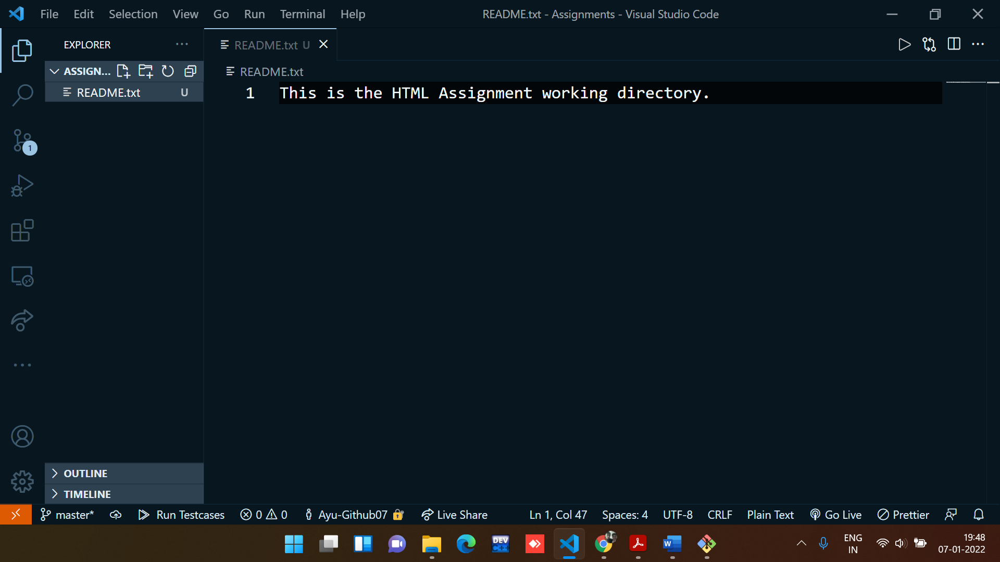 File Edit Selection View Go Run Terminal Help
README.txt - Assignments - Visual Studio Code
EXPLORER
README.txt U
ASSIGN...
README.txt
README.txt U
1 This is the HTML Assignment working directory.
1
OUTLINE
TIMELINE
master* Run Testcases 0 0 Ayu-Github07 Live Share Ln 1, Col 47 Spaces: 4 UTF-8 CRLF Plain Text Go Live Prettier
DEV
C++
W
ENG
IN
19:48
07-01-2022